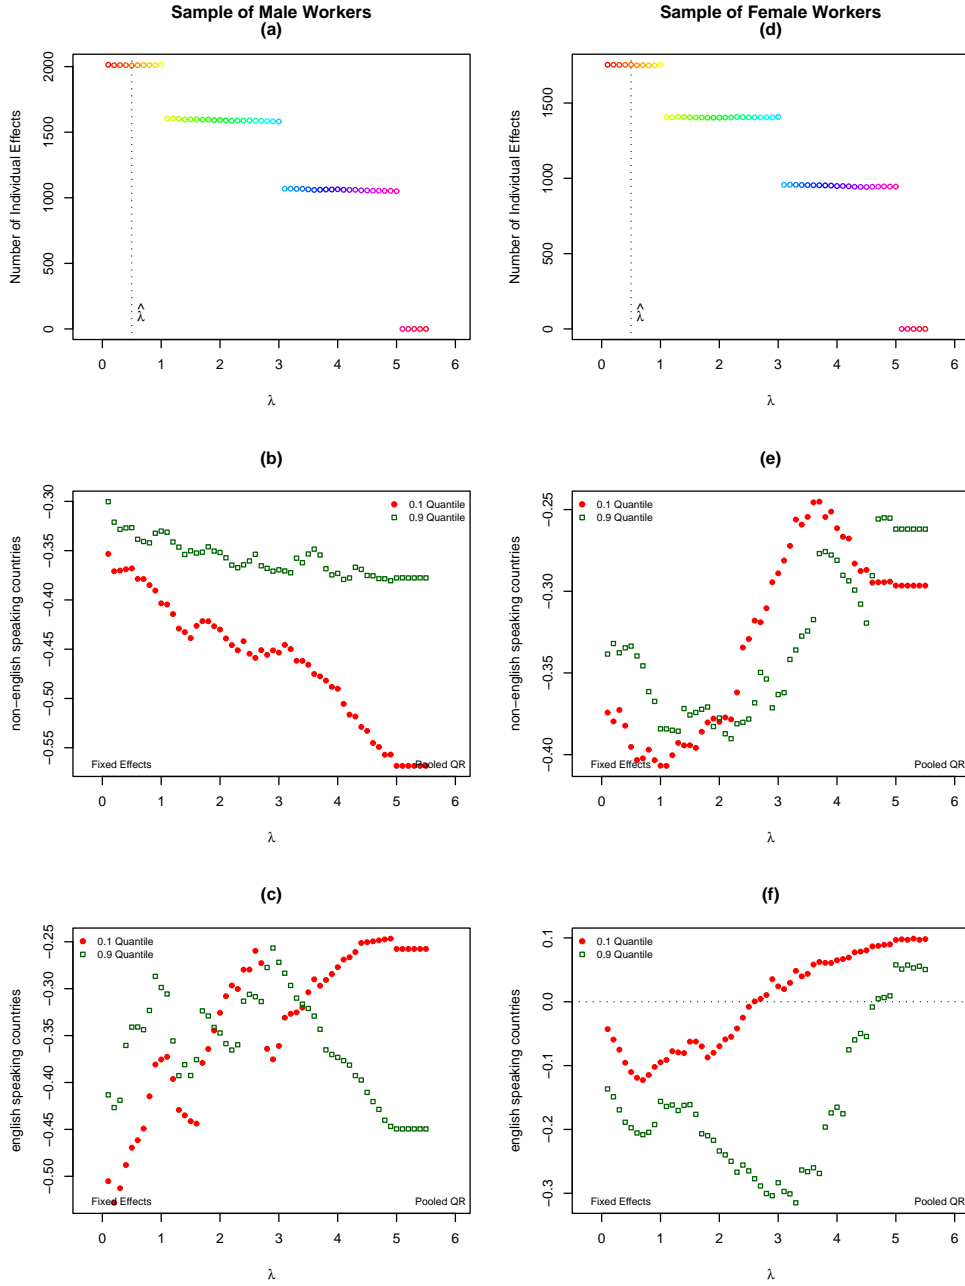 Sample of Male Workers
(a)
Number of Individual Effects
0
500
1000
1500
2000
λ̂
0 1 2 3 4 5 6
λ
Sample of Female Workers
(d)
Number of Individual Effects
0
500
1000
1500
λ̂
0 1 2 3 4 5 6
λ
(b)
non−english speaking countries
−0.55
−0.50
−0.45
−0.40
−0.35
−0.30
0.1 Quantile
0.9 Quantile
Fixed Effects
Pooled QR
0 1 2 3 4 5 6
λ
(e)
non−english speaking countries
−0.40
−0.35
−0.30
−0.25
0.1 Quantile
0.9 Quantile
Fixed Effects
Pooled QR
0 1 2 3 4 5 6
λ
(c)
english speaking countries
−0.50
−0.45
−0.40
−0.35
−0.30
−0.25
0.1 Quantile
0.9 Quantile
Fixed Effects
Pooled QR
0 1 2 3 4 5 6
λ
(f)
english speaking countries
−0.3
−0.2
−0.1
0.0
0.1
0.1 Quantile
0.9 Quantile
Fixed Effects
Pooled QR
0 1 2 3 4 5 6
λ